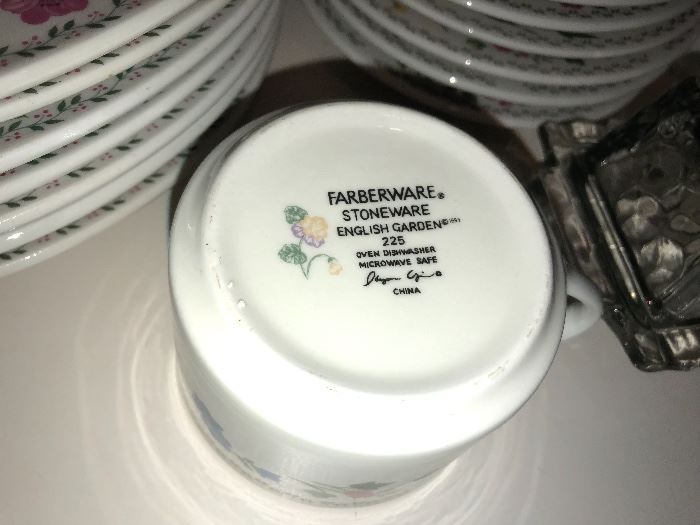 FARBERWARE®
STONEWARE
ENGLISH GARDEN©
225
OVEN DISHWASHER
MICROWAVE SAFE
CHINA